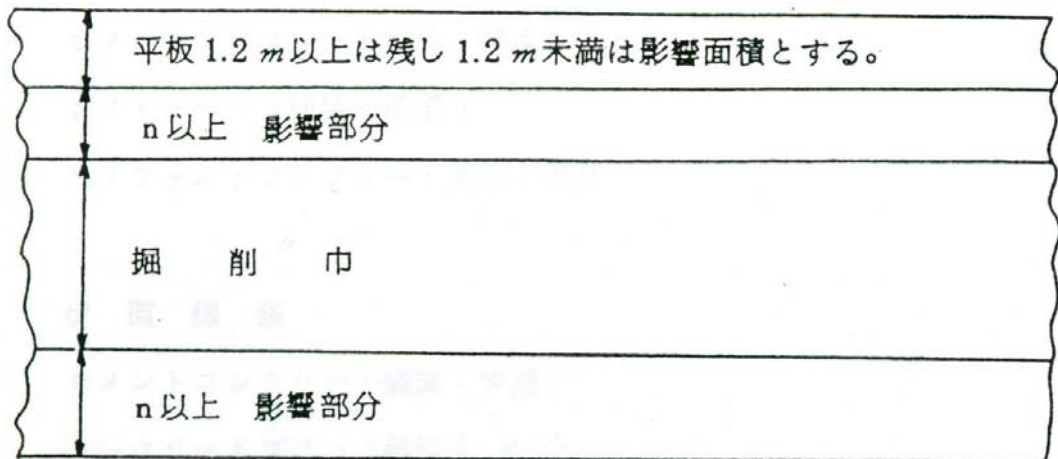 平板 1.2 m以上は残し 1.2 m未満は影響面積とする。
n以上 影響部分
掘 削 巾
n以上 影響部分